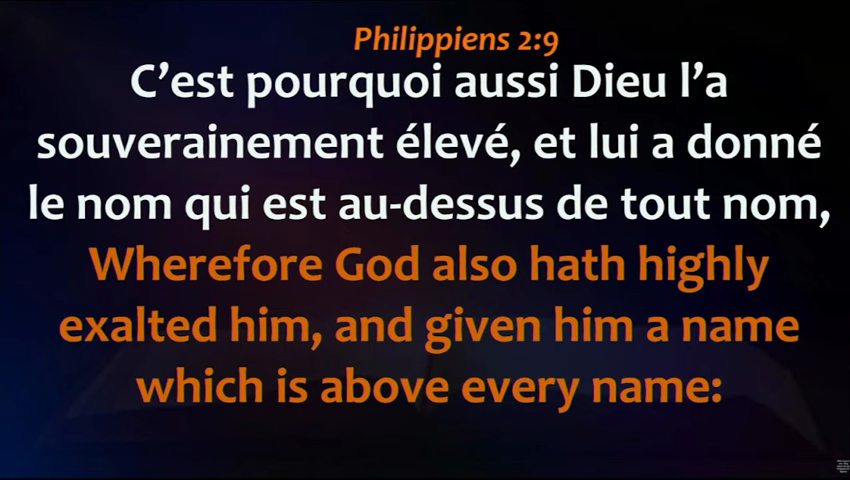 Philippiens 2:9
C’est pourquoi aussi Dieu l’a
souverainement élevé, et lui a donné
le nom qui est au-dessus de tout nom,
Wherefore God also hath highly
exalted him, and given him a name
which is above every name: